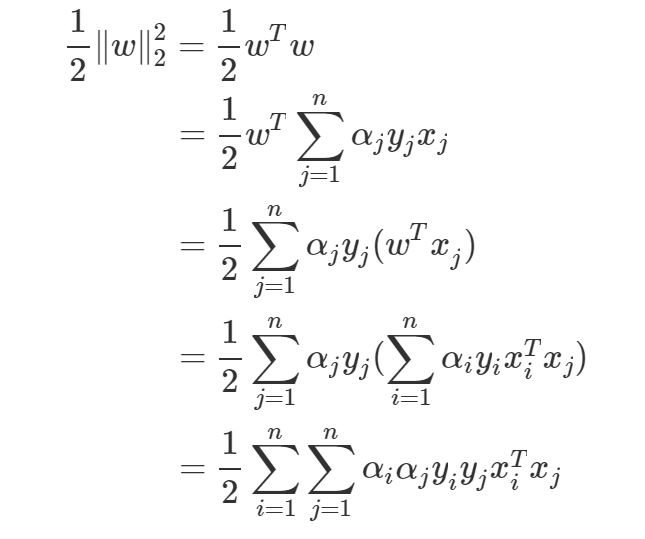 \frac{1}{2}\|w\|_2^2 = \frac{1}{2}w^T w
= \frac{1}{2}w^T \sum_{j=1}^{n} \alpha_j y_j x_j
= \frac{1}{2} \sum_{j=1}^{n} \alpha_j y_j (w^T x_j)
= \frac{1}{2} \sum_{j=1}^{n} \alpha_j y_j (\sum_{i=1}^{n} \alpha_i y_i x_i^T x_j)
= \frac{1}{2} \sum_{i=1}^{n} \sum_{j=1}^{n} \alpha_i \alpha_j y_i y_j x_i^T x_j